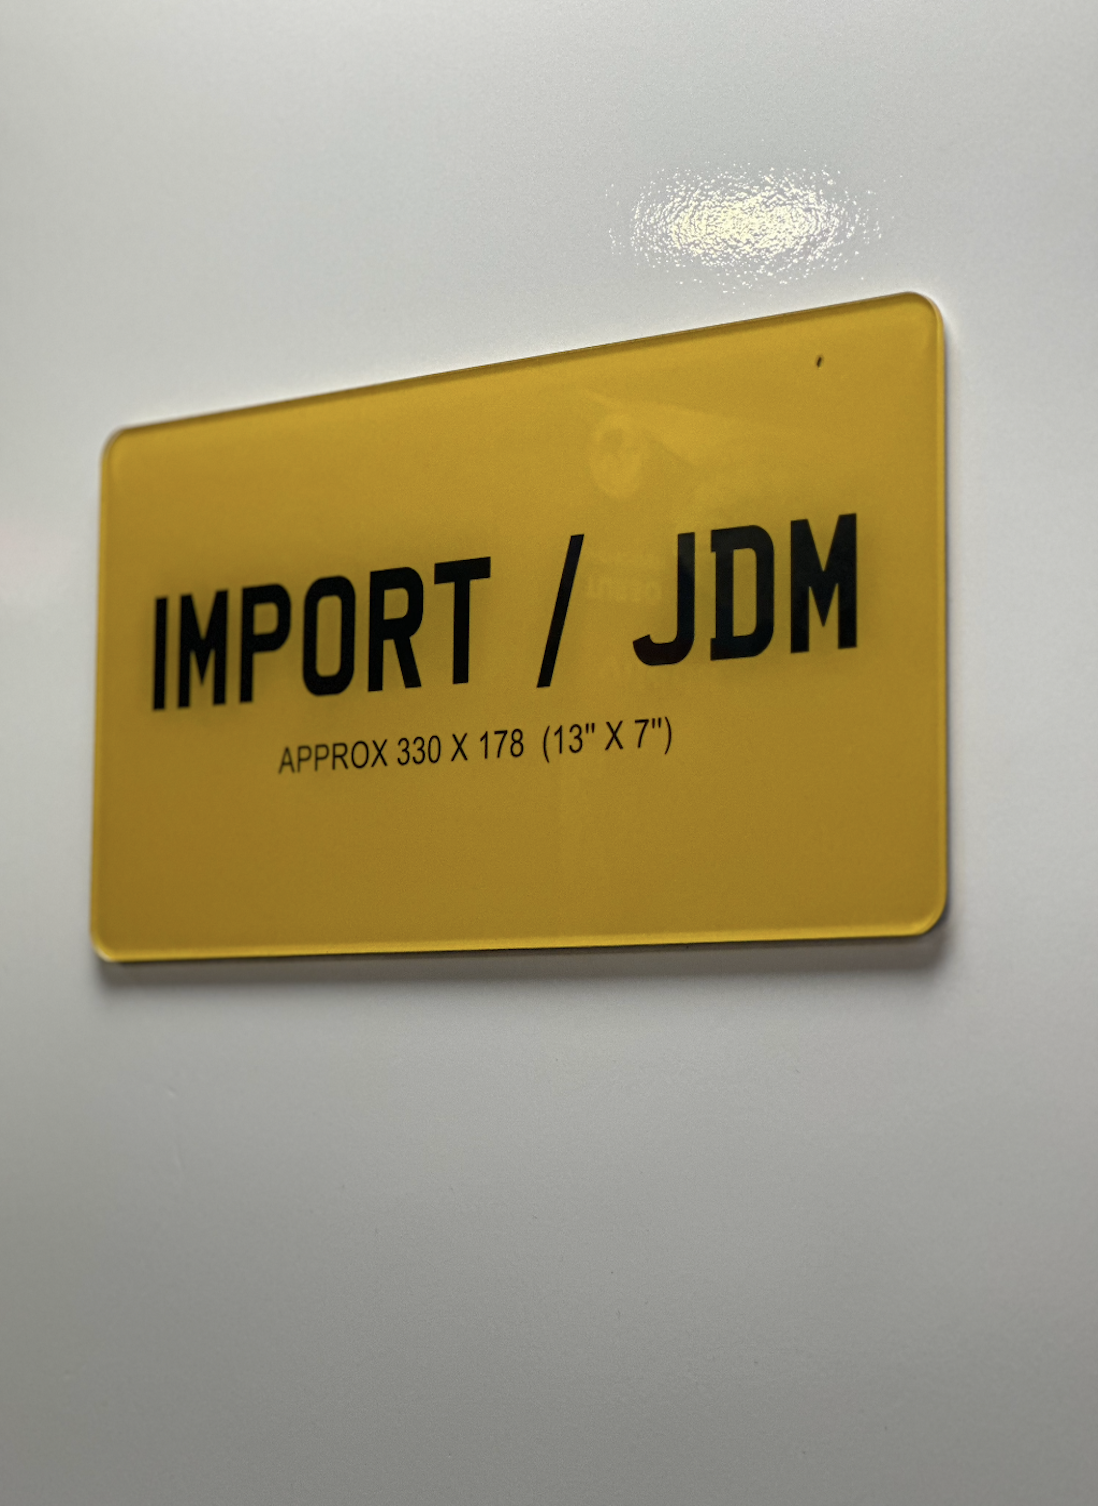 IMPORT / JDM
APPROX 330 X 178 (13" X 7")